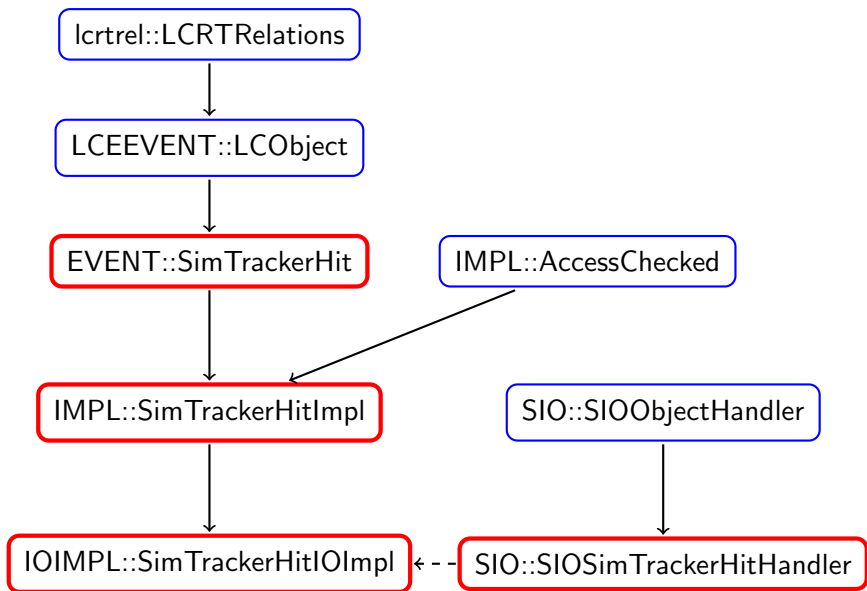 lcrtrel::LCRTRelations
LCEEVENT::LCObject
EVENT::SimTrackerHit
IMPL::AccessChecked
IMPL::SimTrackerHitImpl
SIO::SIOObjectHandler
IOIMPL::SimTrackerHitIOImpl
SIO::SIOSimTrackerHitHandler